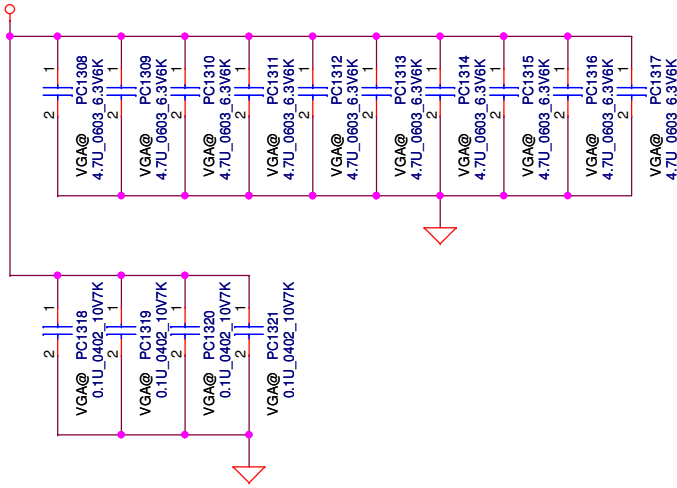 1
2
VGA@ PC1308
4.7U_0603_6.3V6K
1
2
VGA@ PC1309
4.7U_0603_6.3V6K
1
2
VGA@ PC1310
4.7U_0603_6.3V6K
1
2
VGA@ PC1311
4.7U_0603_6.3V6K
1
2
VGA@ PC1312
4.7U_0603_6.3V6K
1
2
VGA@ PC1313
4.7U_0603_6.3V6K
1
2
VGA@ PC1314
4.7U_0603_6.3V6K
1
2
VGA@ PC1315
4.7U_0603_6.3V6K
1
2
VGA@ PC1316
4.7U_0603_6.3V6K
1
2
VGA@ PC1317
4.7U_0603_6.3V6K
1
2
VGA@ PC1318
0.1U_0402_10V7K
1
2
VGA@ PC1319
0.1U_0402_10V7K
1
2
VGA@ PC1320
0.1U_0402_10V7K
1
2
VGA@ PC1321
0.1U_0402_10V7K